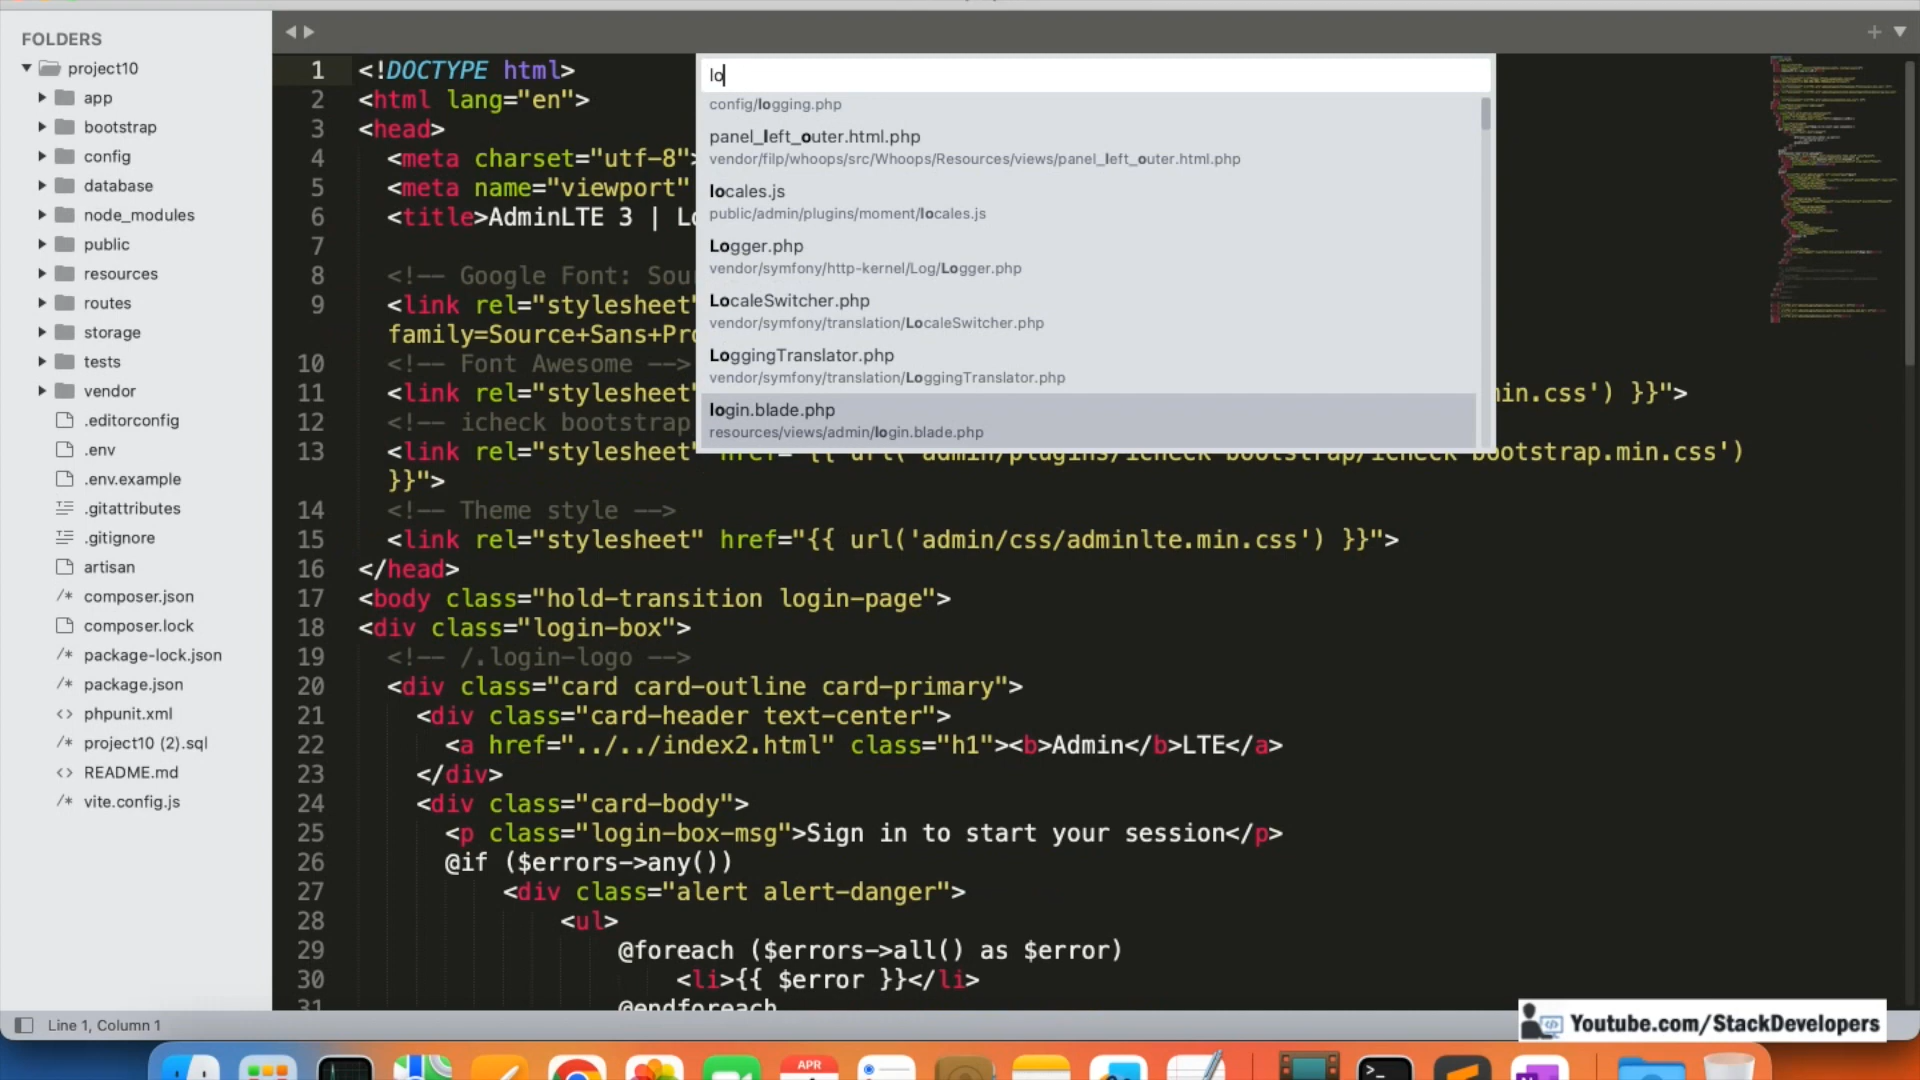 FOLDERS
project10
app
bootstrap
config
database
node_modules
public
resources
routes
storage
tests
vendor
.editorconfig
.env
.env.example
.gitattributes
.gitignore
artisan
/* composer.json
composer.lock
/* package-lock.json
/* package.json
<> phpunit.xml
/* project10 (2).sql
<> README.md
/* vite.config.js
lo
config/logging.php
panel_left_outer.html.php
vendor/filp/whoops/src/Whoops/Resources/views/panel_left_outer.html.php
locales.js
public/admin/plugins/moment/locales.js
Logger.php
vendor/symfony/http-kernel/Log/Logger.php
LocaleSwitcher.php
vendor/symfony/translation/LocaleSwitcher.php
LoggingTranslator.php
vendor/symfony/translation/LoggingTranslator.php
login.blade.php
resources/views/admin/login.blade.php
1 <!DOCTYPE html>
2 <html lang="en">
3 <head>
4 <meta charset="utf-8">
5 <meta name="viewport"
6 <title>AdminLTE 3 | Lo
7
8 <!-- Google Font: Sou
9 <link rel="stylesheet"
family=Source+Sans+Pro
10 <!-- Font Awesome -->
11 <link rel="stylesheet" in.css') }}">
12 <!-- icheck bootstrap
13 <link rel="stylesheet" href="{{ url('admin/plugins/icheck-bootstrap/icheck-bootstrap.min.css')
}}">
14 <!-- Theme style -->
15 <link rel="stylesheet" href="{{ url('admin/css/adminlte.min.css') }}">
16 </head>
17 <body class="hold-transition login-page">
18 <div class="login-box">
19 <!-- /.login-logo -->
20 <div class="card card-outline card-primary">
21 <div class="card-header text-center">
22 <a href="../../index2.html" class="h1"><b>Admin</b>LTE</a>
23 </div>
24 <div class="card-body">
25 <p class="login-box-msg">Sign in to start your session</p>
26 @if ($errors->any())
27 <div class="alert alert-danger">
28 <ul>
29 @foreach ($errors->all() as $error)
30 <li>{{ $error }}</li>
31 @endforeach
Line 1, Column 1
Youtube.com/StackDevelopers
APR